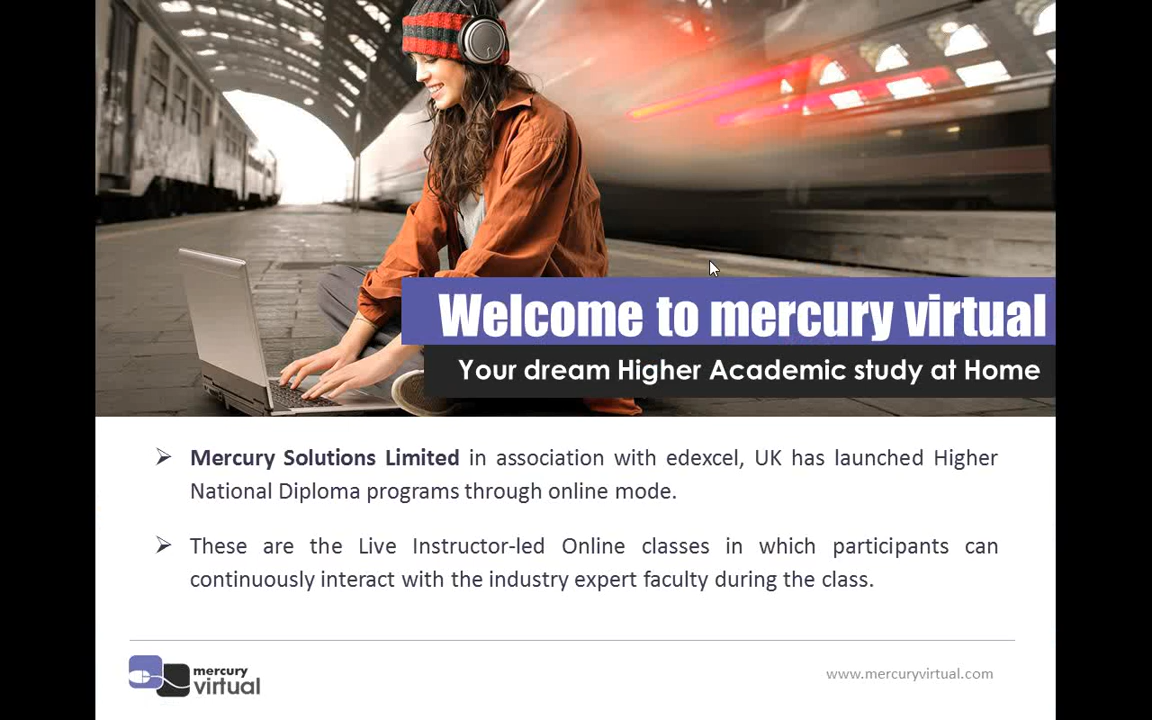 Welcome to mercury virtual
Your dream Higher Academic study at Home
Mercury Solutions Limited in association with edexcel, UK has launched Higher
National Diploma programs through online mode.
These are the Live Instructor-led Online classes in which participants can
continuously interact with the industry expert faculty during the class.
mercury
virtual
www.mercuryvirtual.com